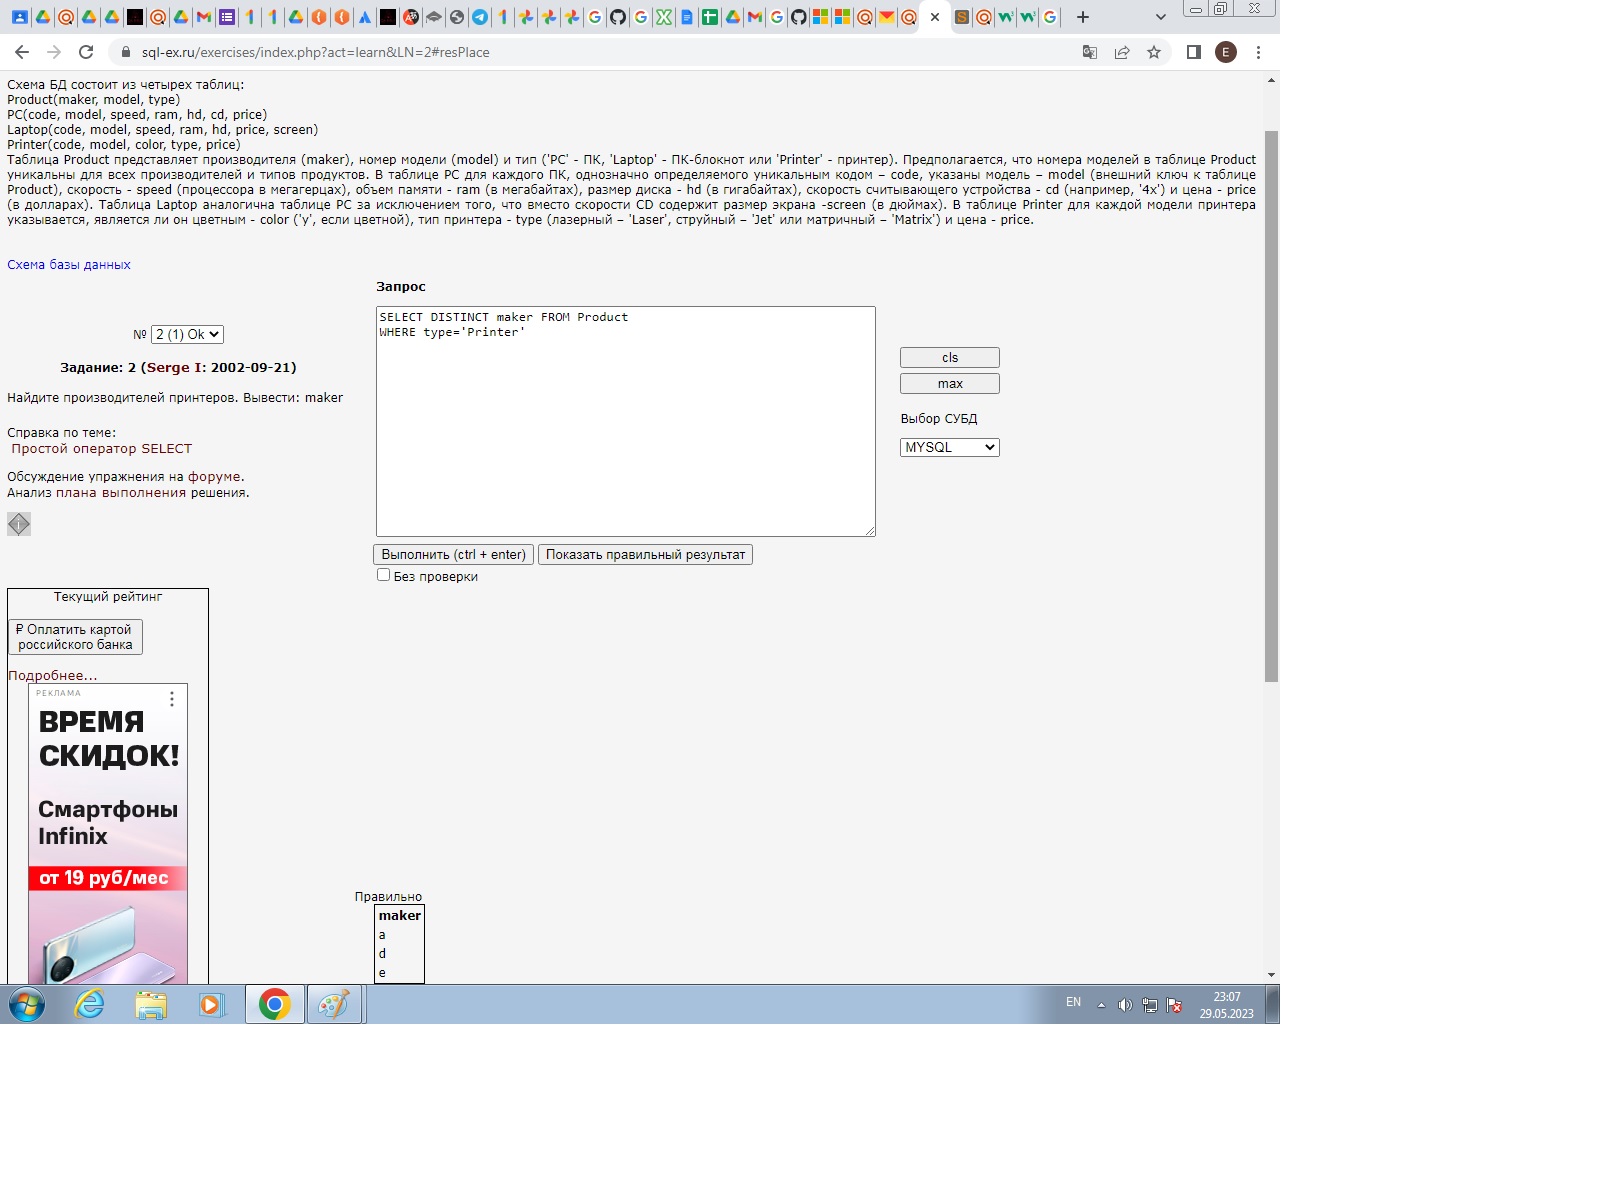 sql-ex.ru/exercises/index.php?act=learn&LN=2#resPlace
E
Схема БД состоит из четырех таблиц:
Product(maker, model, type)
PC(code, model, speed, ram, hd, cd, price)
Laptop(code, model, speed, ram, hd, price, screen)
Printer(code, model, color, type, price)
Таблица Product представляет производителя (maker), номер модели (model) и тип ('PC' - ПК, 'Laptop' - ПК-блокнот или 'Printer' - принтер). Предполагается, что номера моделей в таблице Product
уникальны для всех производителей и типов продуктов. В таблице PC для каждого ПК, однозначно определяемого уникальным кодом – code, указаны модель – model (внешний ключ к таблице
Product), скорость - speed (процессора в мегагерцах), объем памяти - ram (в мегабайтах), размер диска - hd (в гигабайтах), скорость считывающего устройства - cd (например, '4x') и цена - price
(в долларах). Таблица Laptop аналогична таблице РС за исключением того, что вместо скорости CD содержит размер экрана -screen (в дюймах). В таблице Printer для каждой модели принтера
указывается, является ли он цветным - color ('y', если цветной), тип принтера - type (лазерный – 'Laser', струйный – 'Jet' или матричный – 'Matrix') и цена - price.
Схема базы данных
Запрос
SELECT DISTINCT maker FROM Product
WHERE type='Printer'
№ 2 (1) Ok
cls
max
Задание: 2 (Serge I: 2002-09-21)
Найдите производителей принтеров. Вывести: maker
Выбор СУБД
MYSQL
Справка по теме:
Простой оператор SELECT
Обсуждение упражнения на форуме.
Анализ плана выполнения решения.
Выполнить (ctrl + enter) Показать правильный результат
Без проверки
Текущий рейтинг
₽ Оплатить картой
российского банка
Подробнее...
РЕКЛАМА
ВРЕМЯ
СКИДОК!
Смартфоны
Infinix
от 19 руб/мес
Правильно
maker
a
d
e
EN
23:07
29.05.2023